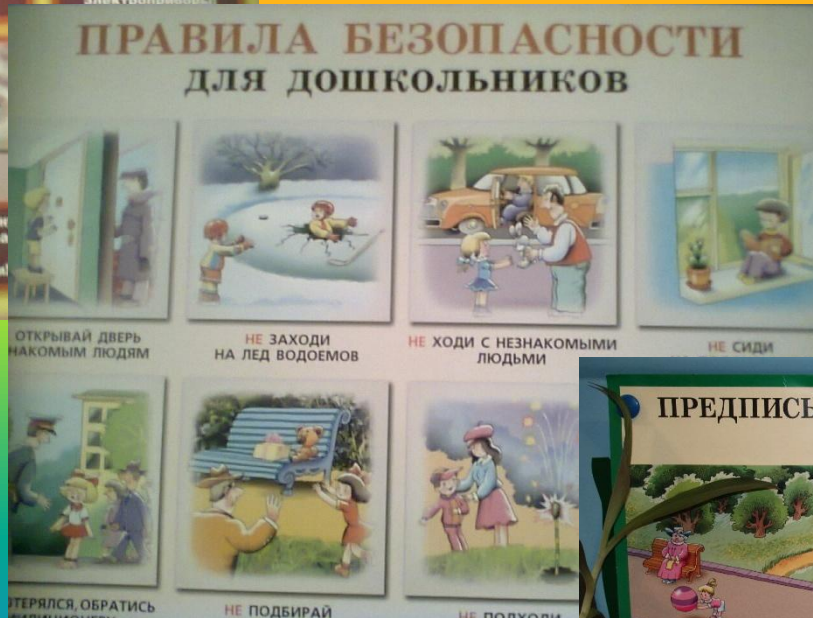 ПРАВИЛА БЕЗОПАСНОСТИ
ДЛЯ ДОШКОЛЬНИКОВ
ОТКРЫВАЙ ДВЕРЬ
НАКОМЫМ ЛЮДЯМ
НЕ ЗАХОДИ
НА ЛЕД ВОДОЕМОВ
НЕ ХОДИ С НЕЗНАКОМЫМИ
ЛЮДЬМИ
НЕ СИДИ
ТЕРЯЛСЯ, ОБРАТИСЬ
НЕ ПОДБИРАЙ
НЕ ПОДХОДИ
ПРЕДПИСЫ